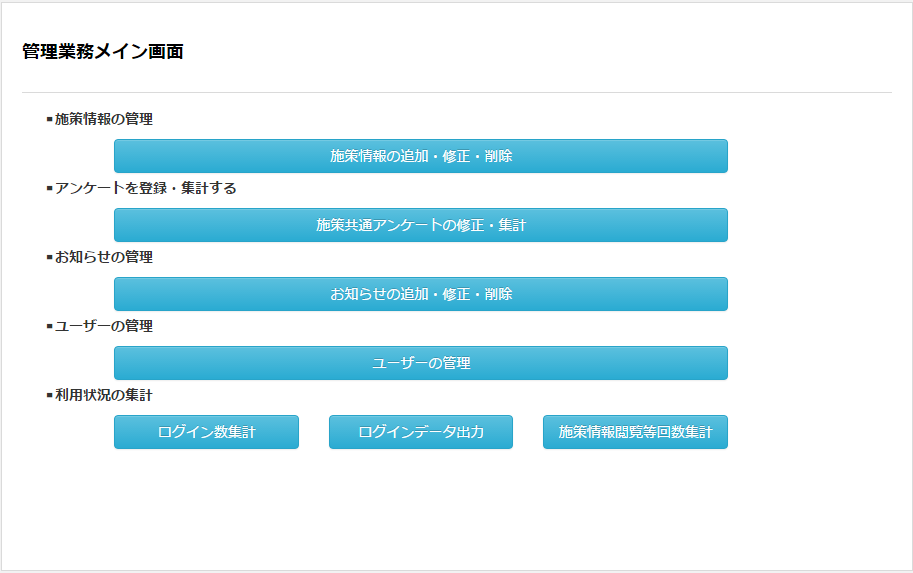 管理業務メイン画面
▪施策情報の管理
施策情報の追加・修正・削除
▪アンケートを登録・集計する
施策共通アンケートの修正・集計
▪お知らせの管理
お知らせの追加・修正・削除
▪ユーザーの管理
ユーザーの管理
▪利用状況の集計
ログイン数集計 ログインデータ出力 施策情報閲覧等回数集計